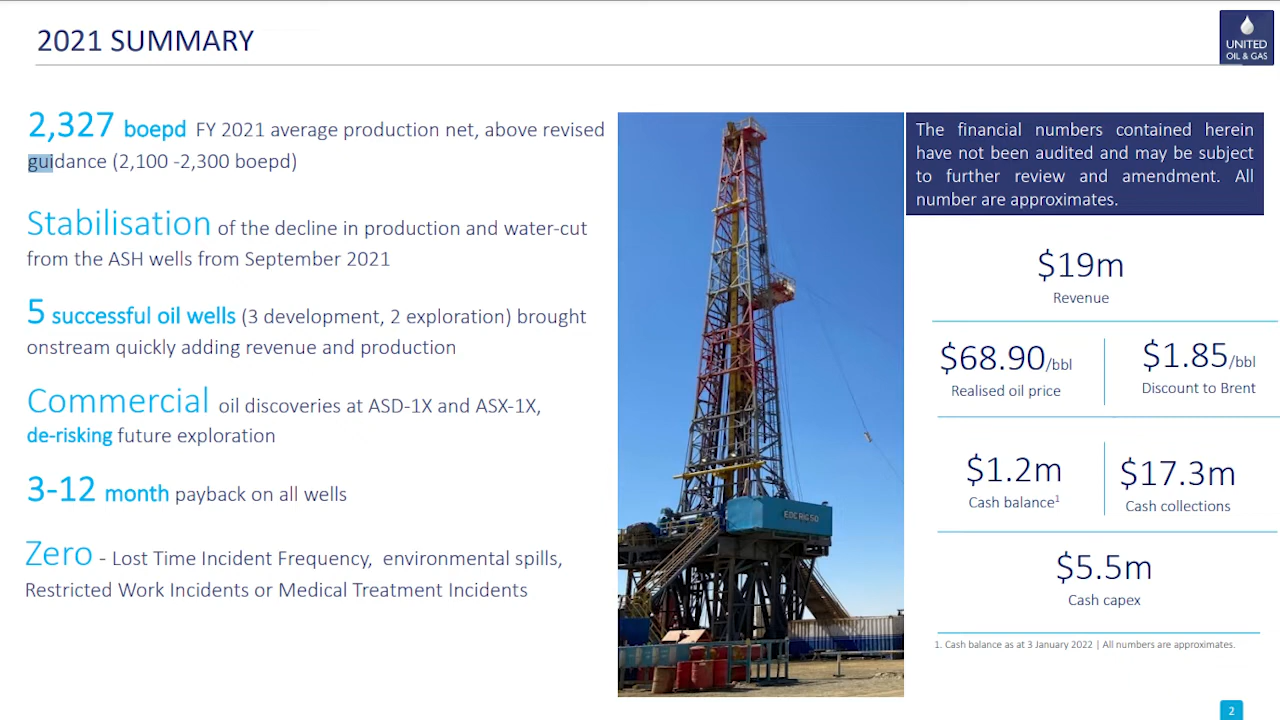 2021 SUMMARY
UNITED
OIL & GAS
2,327 boepd FY 2021 average production net, above revised
guidance (2,100 -2,300 boepd)
Stabilisation of the decline in production and water-cut
from the ASH wells from September 2021
5 successful oil wells (3 development, 2 exploration) brought
onstream quickly adding revenue and production
Commercial oil discoveries at ASD-1X and ASX-1X,
de-risking future exploration
3-12 month payback on all wells
Zero - Lost Time Incident Frequency, environmental spills,
Restricted Work Incidents or Medical Treatment Incidents
EDC RIG 50
The financial numbers contained herein
have not been audited and may be subject
to further review and amendment. All
number are approximates.
$19m
Revenue
$68.90/bbl
Realised oil price
$1.85/bbl
Discount to Brent
$1.2m
Cash balance1
$17.3m
Cash collections
$5.5m
Cash capex
1. Cash balance as at 3 January 2022 | All numbers are approximates.
2